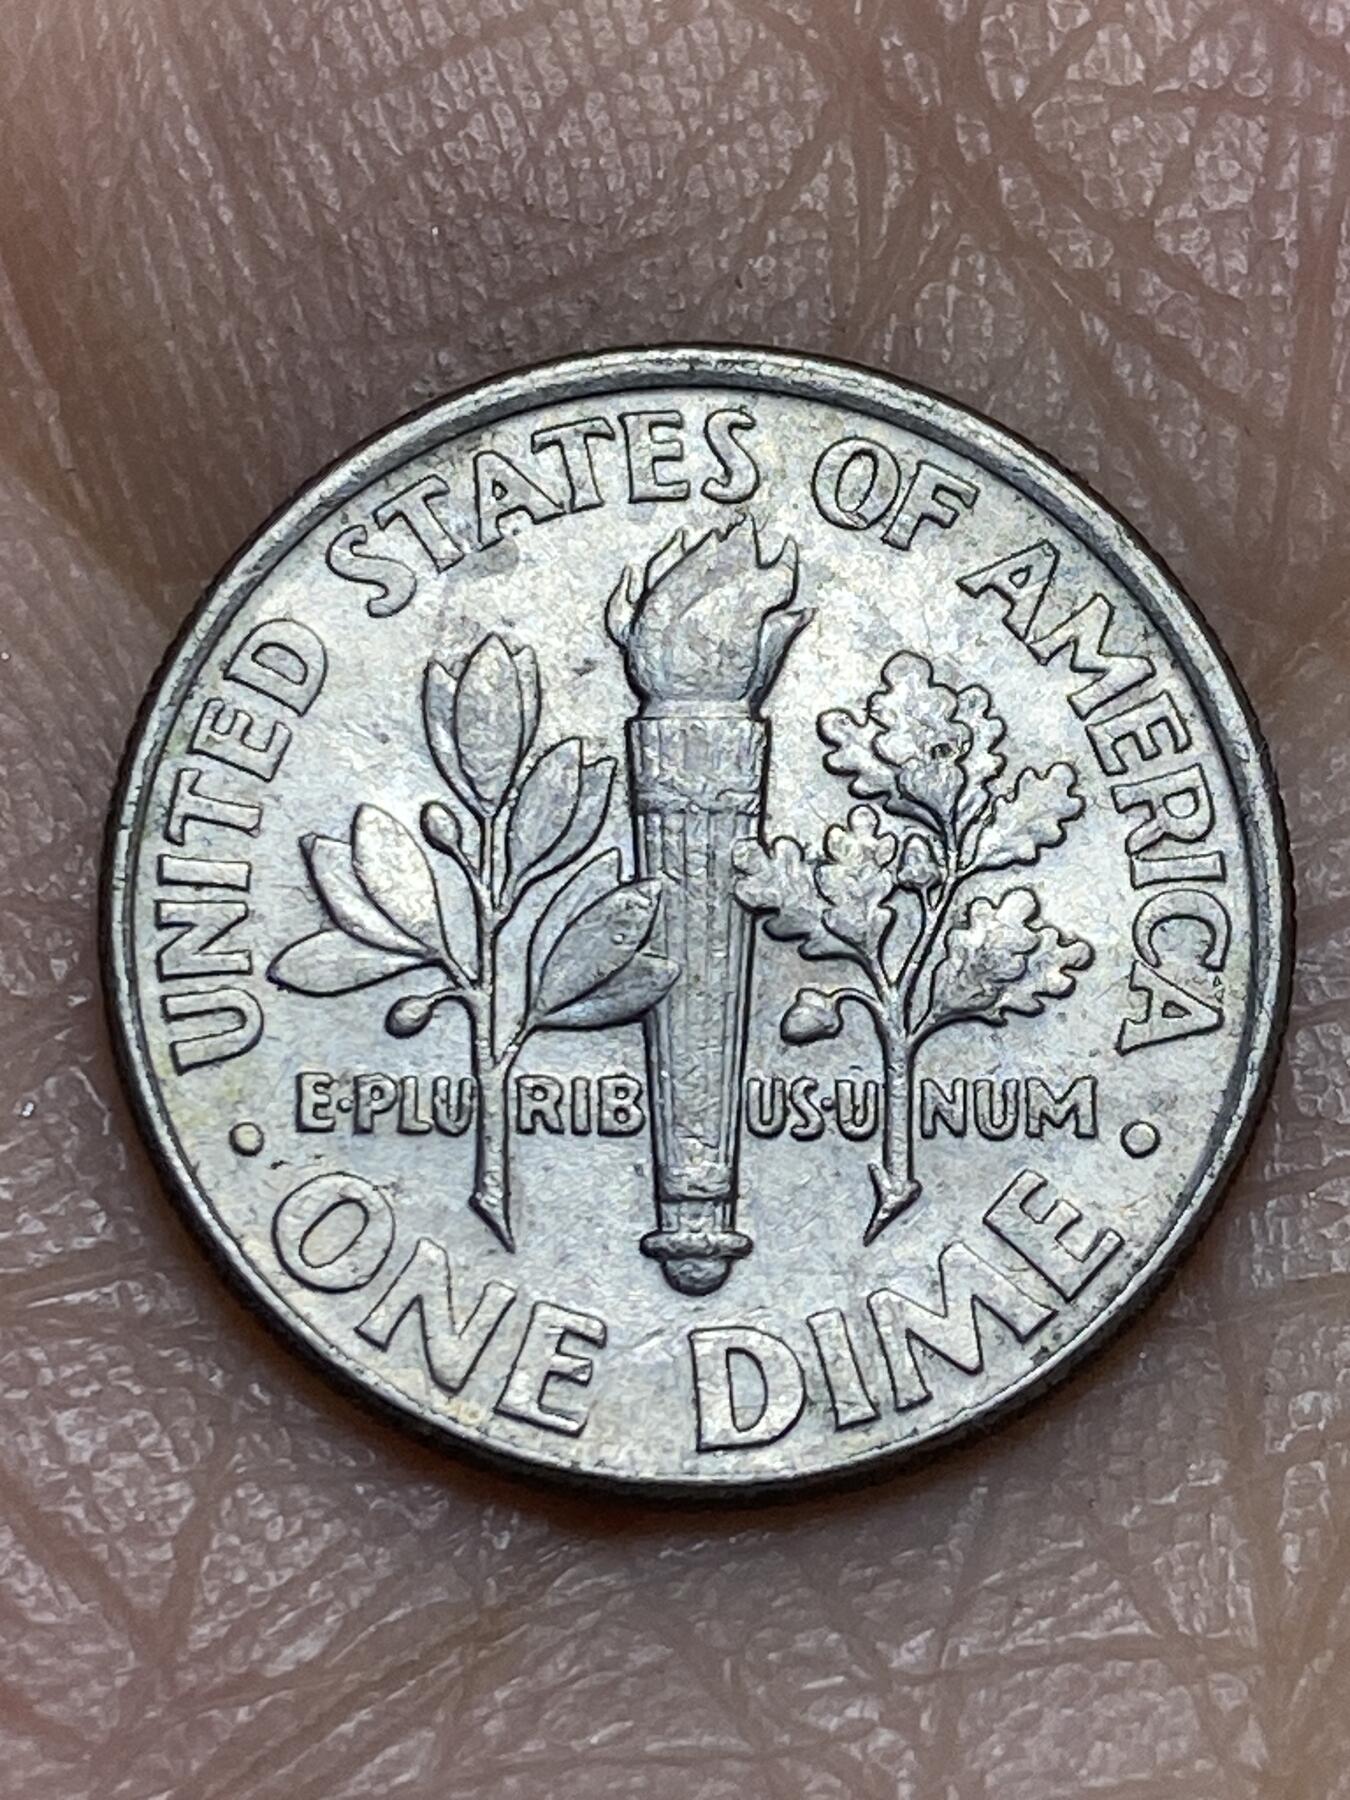 UNITED STATES OF AMERICA
E·PLURIBUS·UNUM
· ONE DIME ·